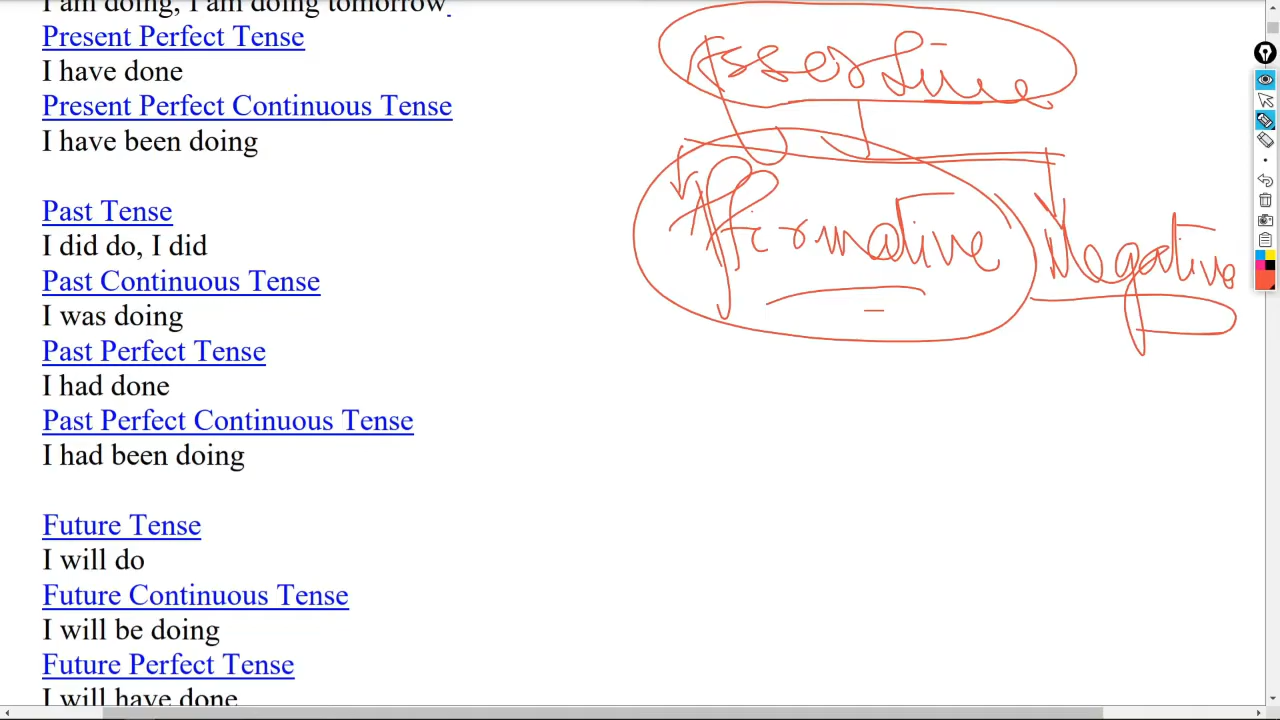 I am doing, I am doing tomorrow
Present Perfect Tense
I have done
Present Perfect Continuous Tense
I have been doing
Past Tense
I did do, I did
Past Continuous Tense
I was doing
Past Perfect Tense
I had done
Past Perfect Continuous Tense
I had been doing
Future Tense
I will do
Future Continuous Tense
I will be doing
Future Perfect Tense
I will have done
Assertive
Affirmative
Negative